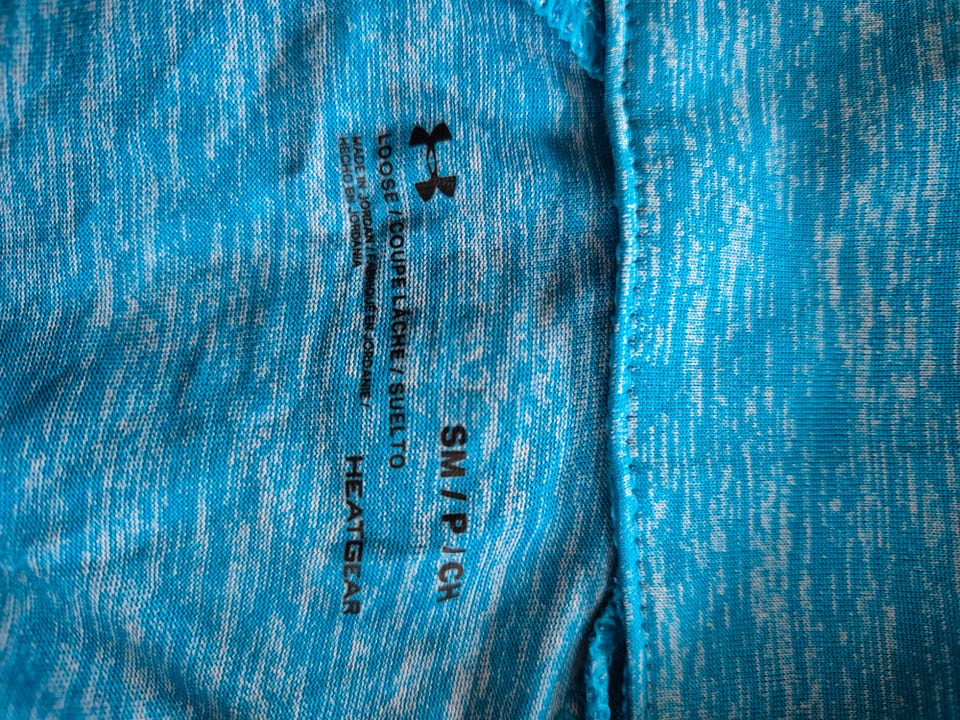 SM / P / CH
LOOSE / COUPE LÂCHE / SUELTO
MADE IN JORDAN / FABRIQUÉ EN JORDANIE /
HECHO EN JORDANIA
HEATGEAR